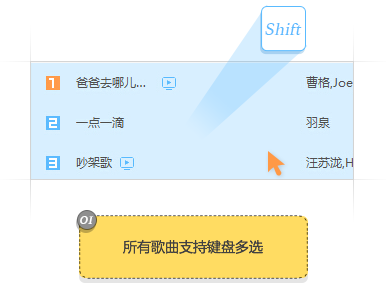 Shift
1 爸爸去哪儿... 曹格,Joe
2 一点一滴 羽泉
3 吵架歌 汪苏泷,H
01
所有歌曲支持键盘多选